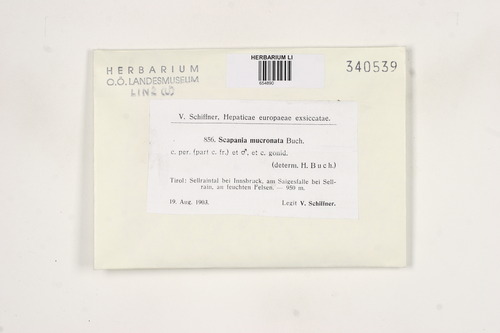 HERBARIUM
O.Ö. LANDESMUSEUM
LINZ (LI)
HERBARIUM LI
654890
340539
V. Schiffner, Hepaticae europaeae exsiccatae.
856. Scapania mucronata Buch.
c. per. (part c. fr.) et ♂, et c. gonid.
(determ. H. Buch.)
Tirol: Sellraintal bei Innsbruck, am Saigesfalle bei Sell-
rain, an feuchten Felsen. — 950 m.
19. Aug. 1903. Legit V. Schiffner.